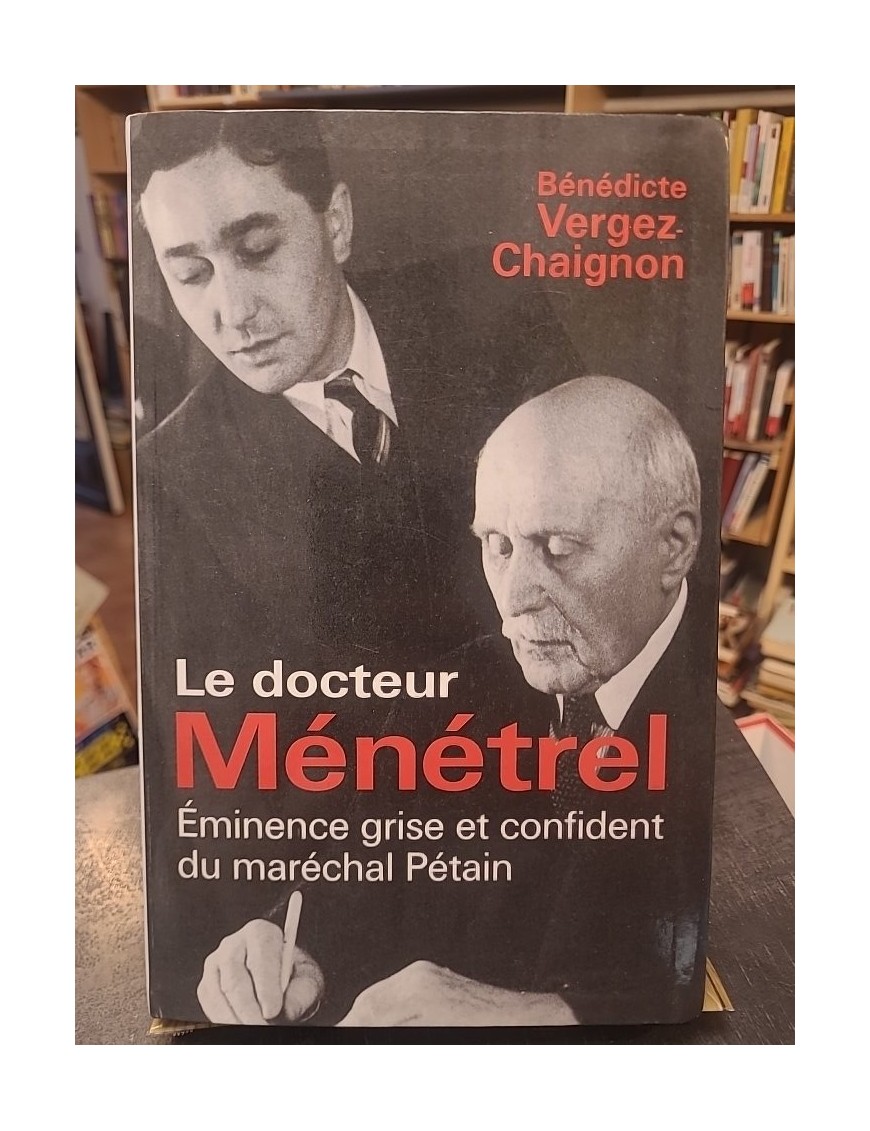 Bénédicte
Vergez-
Chaignon
Le docteur
Ménétrel
Éminence grise et confident
du maréchal Pétain